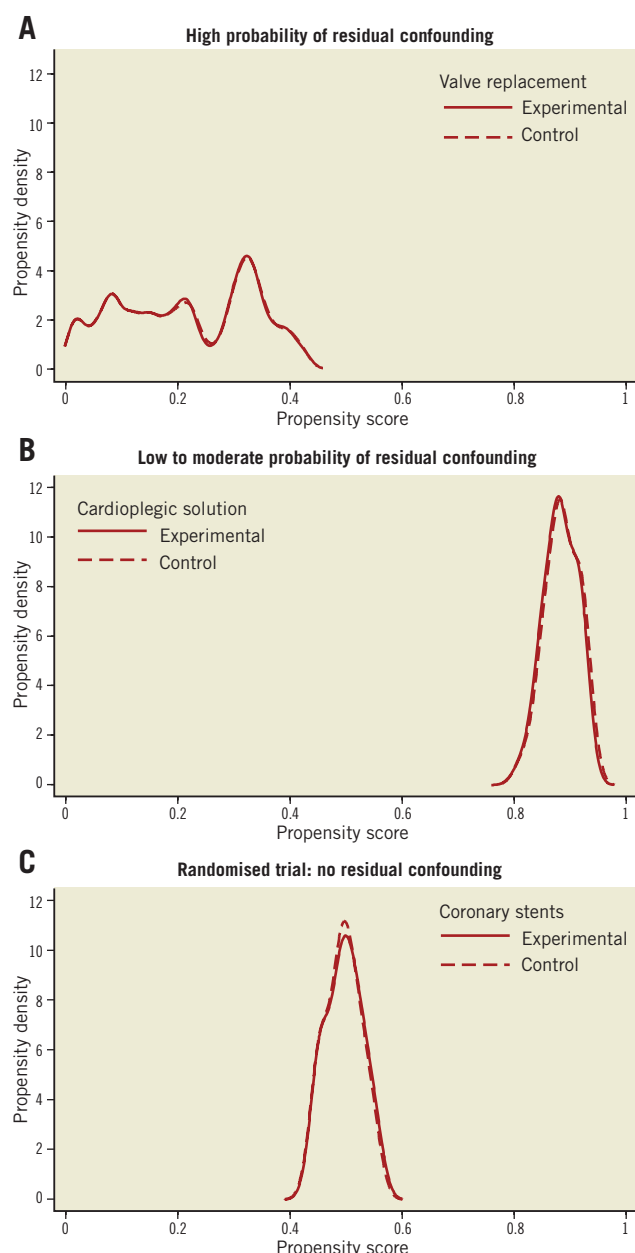 A
High probability of residual confounding
12
10
8
6
4
2
0
Propensity density
Valve replacement
Experimental
Control
0 0.2 0.4 0.6 0.8 1
Propensity score
B
Low to moderate probability of residual confounding
12
10
8
6
4
2
0
Propensity density
Cardioplegic solution
Experimental
Control
0 0.2 0.4 0.6 0.8 1
Propensity score
C
Randomised trial: no residual confounding
12
10
8
6
4
2
0
Propensity density
Coronary stents
Experimental
Control
0 0.2 0.4 0.6 0.8 1
Propensity score